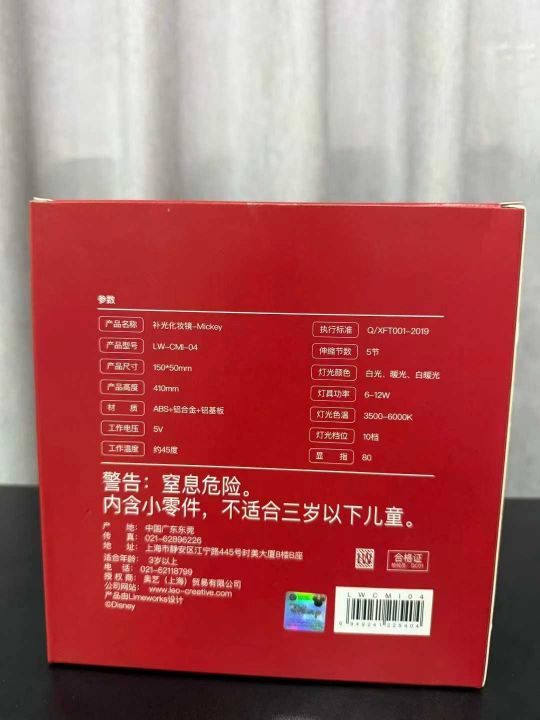 参数
产品名称 补光化妆镜-Mickey
产品型号 LW-CMI-04
产品尺寸 150*50mm
产品高度 410mm
材 质 ABS+铝合金+铝基板
工作电压 5V
工作温度 约45度
执行标准 Q/XFT001-2019
伸缩节数 5节
灯光颜色 白光、暖光、白暖光
灯具功率 6-12W
灯光色温 3500-6000K
灯光档位 10档
显 指 80
警告：窒息危险。
内含小零件，不适合三岁以下儿童。
产 地：中国广东东莞
传 真：021-62896226
地 址：上海市静安区江宁路445号时美大厦B楼B座
适合年龄：3岁以上
电 话：021-62118799
授 权 商：奥艺（上海）贸易有限公司
公司网站：www.iso-creative.com
产品由Limeworks设计
©Disney
合格证
检验员：QC01
LWCMI04
6949241225404